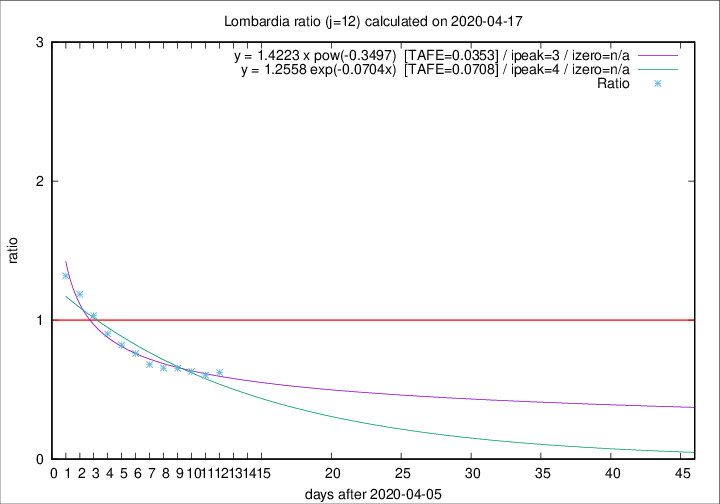 Lombardia ratio (j=12) calculated on 2020-04-17
y = 1.4223 x pow(-0.3497) [TAFE=0.0353] / ipeak=3 / izero=n/a
y = 1.2558 exp(-0.0704x) [TAFE=0.0708] / ipeak=4 / izero=n/a
Ratio
3
2
1
0
ratio
0 1 2 3 4 5 6 7 8 9 10 11 12 13 14 15 20 25 30 35 40 45
days after 2020-04-05